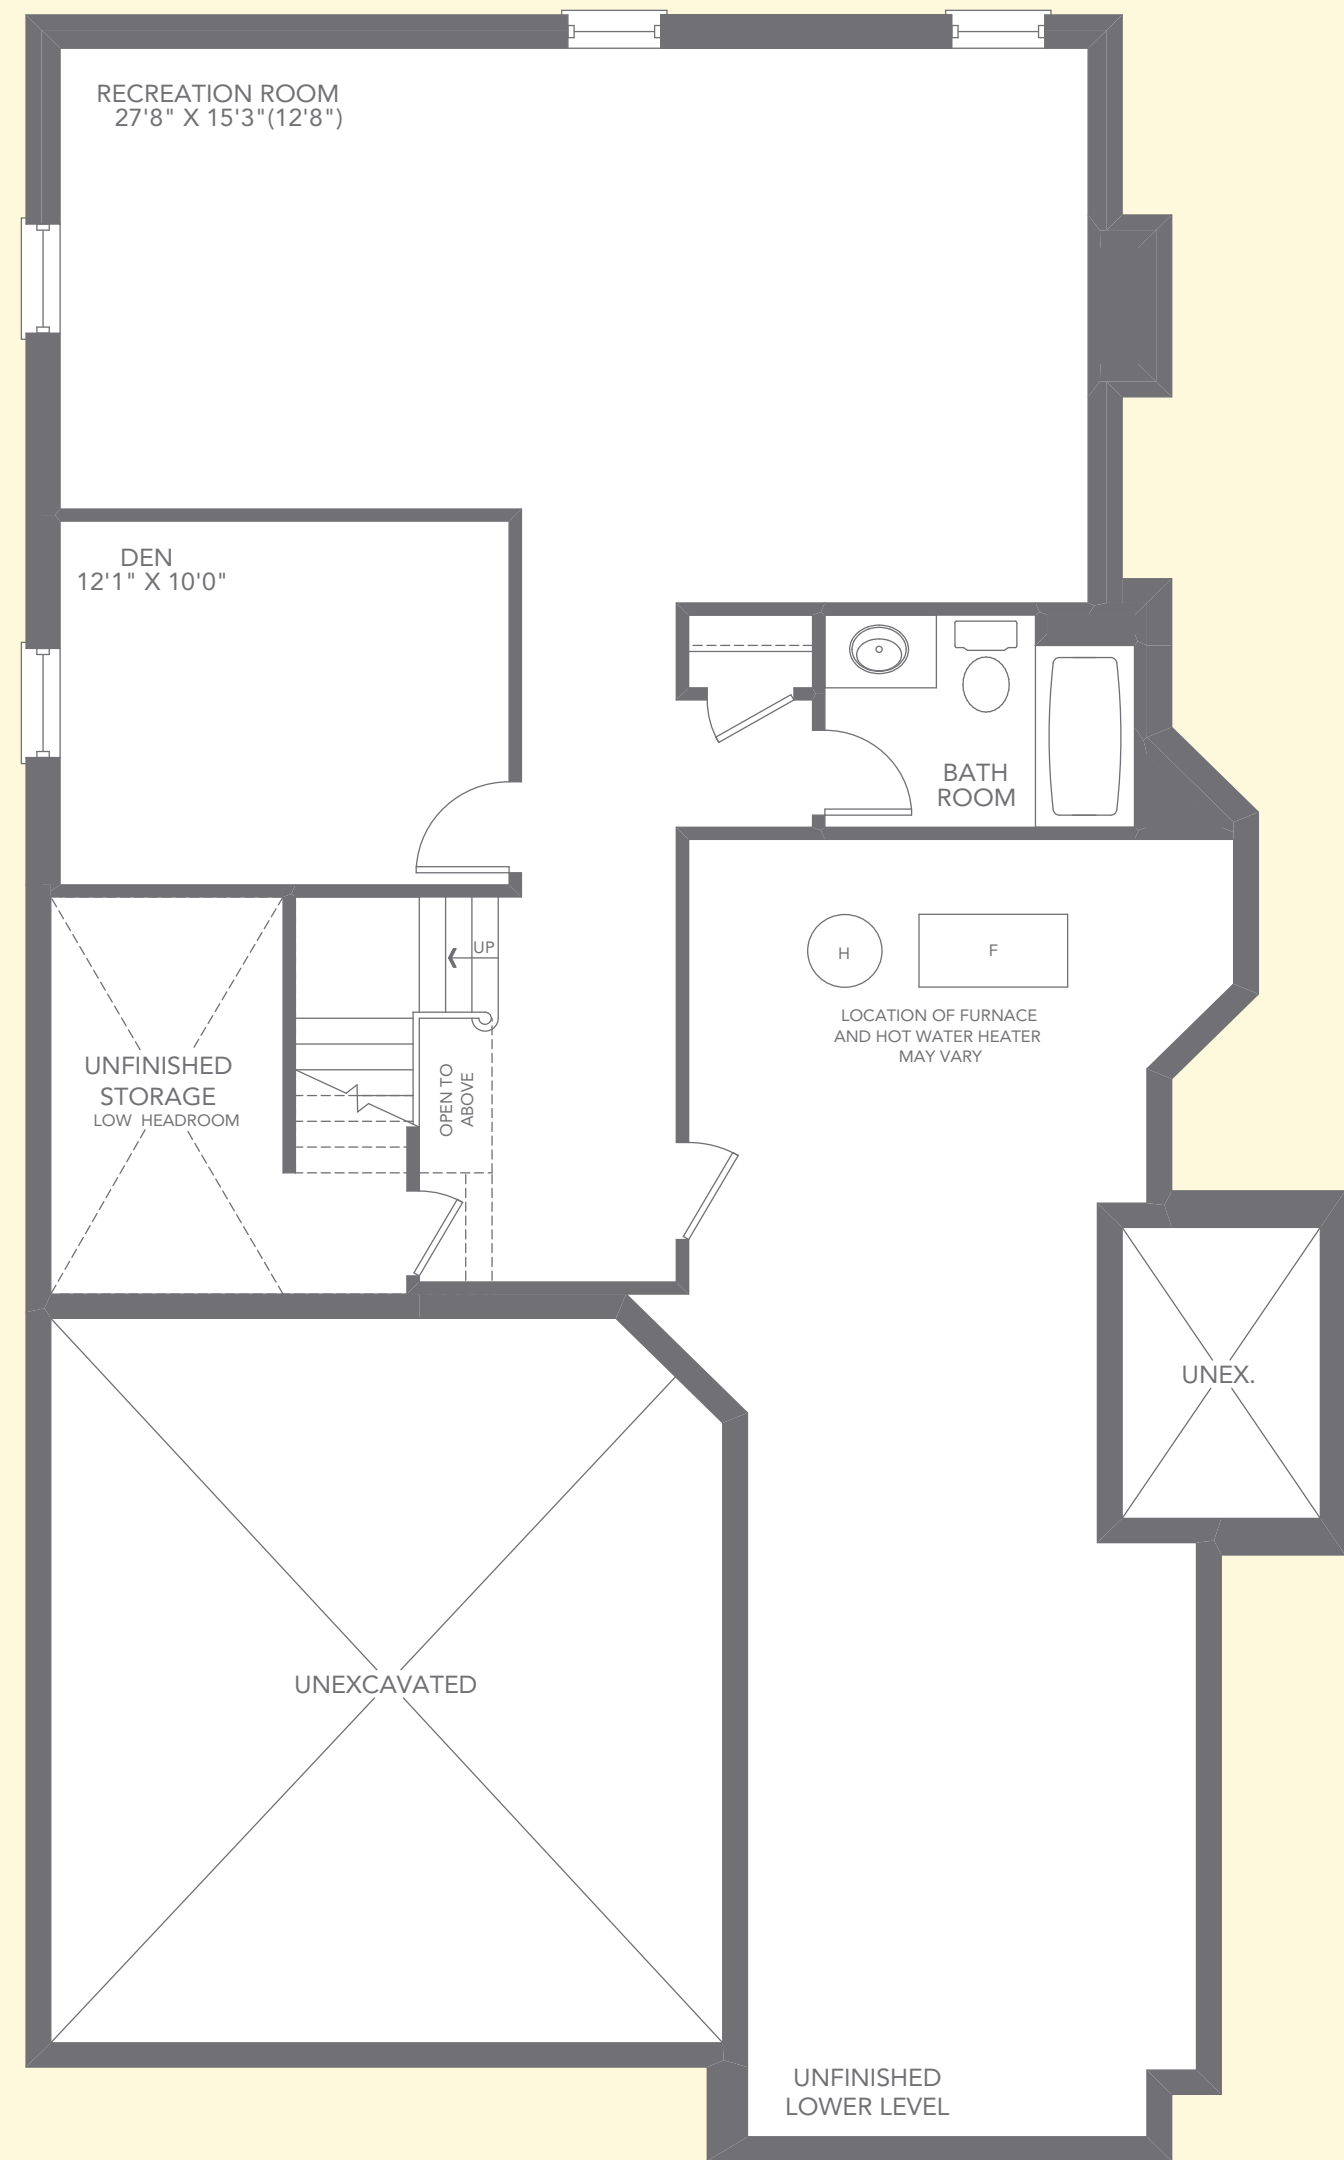 RECREATION ROOM
27'8" X 15'3"(12'8")
DEN
12'1" X 10'0"
BATH
ROOM
UP
H
F
LOCATION OF FURNACE
AND HOT WATER HEATER
MAY VARY
UNFINISHED
STORAGE
LOW HEADROOM
OPEN TO
ABOVE
UNEX.
UNEXCAVATED
UNFINISHED
LOWER LEVEL